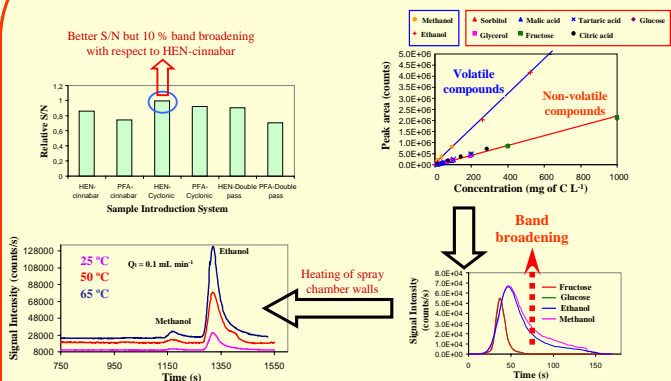 Better S/N but 10 % band broadening
with respect to HEN-cinnabar
1,2
1
0,8
0,6
0,4
0,2
0
Relative S/N
HEN-
cinnabar
PFA-
cinnabar
HEN-
Cyclonic
PFA-
Cyclonic
HEN-Double
pass
PFA-Double
pass
Sample Introduction System
Methanol
Ethanol
Sorbitol
Malic acid
Tartaric acid
Glucose
Glycerol
Fructose
Citric acid
5.0E+06
4.5E+06
4.0E+06
3.5E+06
3.0E+06
2.5E+06
2.0E+06
1.5E+06
1.0E+06
5.0E+05
0.0E+00
Peak area (counts)
Volatile
compounds
Non-volatile
compounds
0
200
400
600
800
1000
Concentration (mg of C L-1)
128000
108000
88000
68000
48000
28000
8000
Signal Intensity (counts/s)
25 ºC
50 ºC
65 ºC
Ql = 0.1 mL min-1
Ethanol
Methanol
750
950
1150
1350
1550
Time (s)
Heating of spray
chamber walls
Band
broadening
8.0E+04
7.0E+04
6.0E+04
5.0E+04
4.0E+04
3.0E+04
2.0E+04
1.0E+04
0.0E+00
Signal Intensity
(counts/s)
Fructose
Glucose
Ethanol
Methanol
0
50
100
150
Time (s)